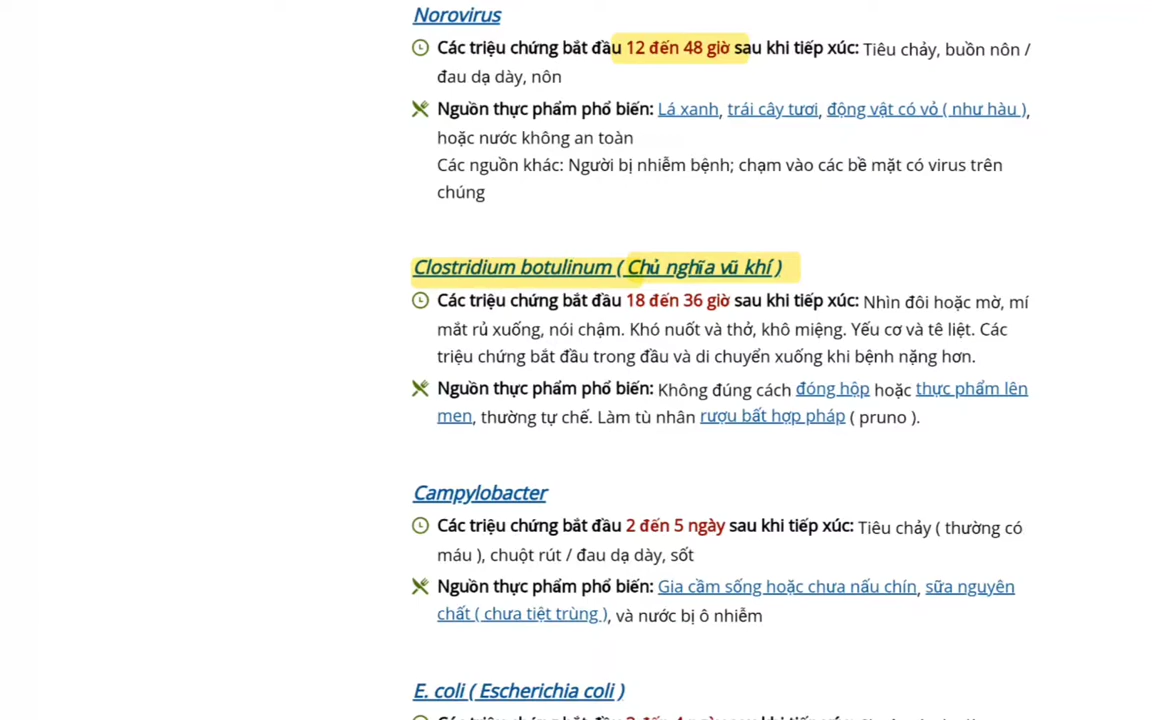 Norovirus
Các triệu chứng bắt đầu 12 đến 48 giờ sau khi tiếp xúc: Tiêu chảy, buồn nôn /
đau dạ dày, nôn
Nguồn thực phẩm phổ biến: Lá xanh, trái cây tươi, động vật có vỏ ( như hàu ),
hoặc nước không an toàn
Các nguồn khác: Người bị nhiễm bệnh; chạm vào các bề mặt có virus trên
chúng
Clostridium botulinum ( Chủ nghĩa vũ khí )
Các triệu chứng bắt đầu 18 đến 36 giờ sau khi tiếp xúc: Nhìn đôi hoặc mờ, mí
mắt rủ xuống, nói chậm. Khó nuốt và thở, khô miệng. Yếu cơ và tê liệt. Các
triệu chứng bắt đầu trong đầu và di chuyển xuống khi bệnh nặng hơn.
Nguồn thực phẩm phổ biến: Không đúng cách đóng hộp hoặc thực phẩm lên
men, thường tự chế. Làm tù nhân rượu bất hợp pháp ( pruno ).
Campylobacter
Các triệu chứng bắt đầu 2 đến 5 ngày sau khi tiếp xúc: Tiêu chảy ( thường có
máu ), chuột rút / đau dạ dày, sốt
Nguồn thực phẩm phổ biến: Gia cầm sống hoặc chưa nấu chín, sữa nguyên
chất ( chưa tiệt trùng ), và nước bị ô nhiễm
E. coli ( Escherichia coli )